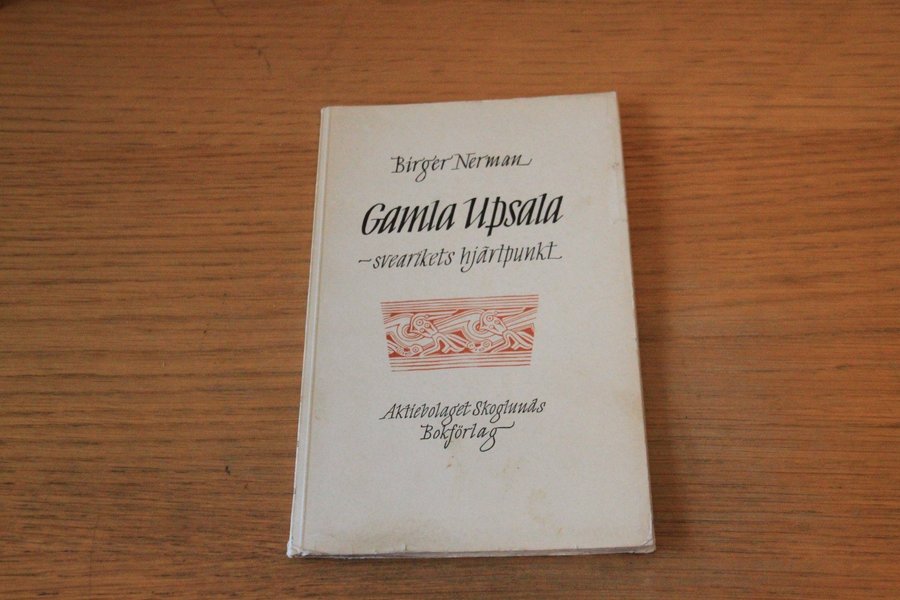 Birger Nerman
Gamla Upsala
– svearikets hjärtpunkt
Aktiebolaget Skoglunds
Bokförlag